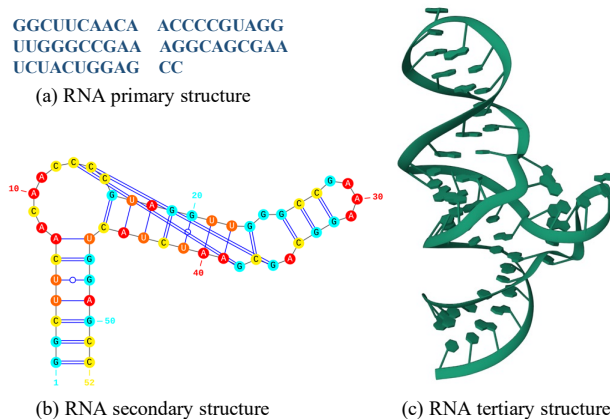 GGCUUCAACA ACCCCGUAGG
UUGGGCCGAA AGGCAGCGAA
UCUACUGGAG CC
(a) RNA primary structure
G G C U U C A A C A A C C C C G U A G G U U G G G C C G A A A G G C A G C G A A U C U A C U G G A G C C
10
20
30
40
50
1
52
(b) RNA secondary structure
(c) RNA tertiary structure